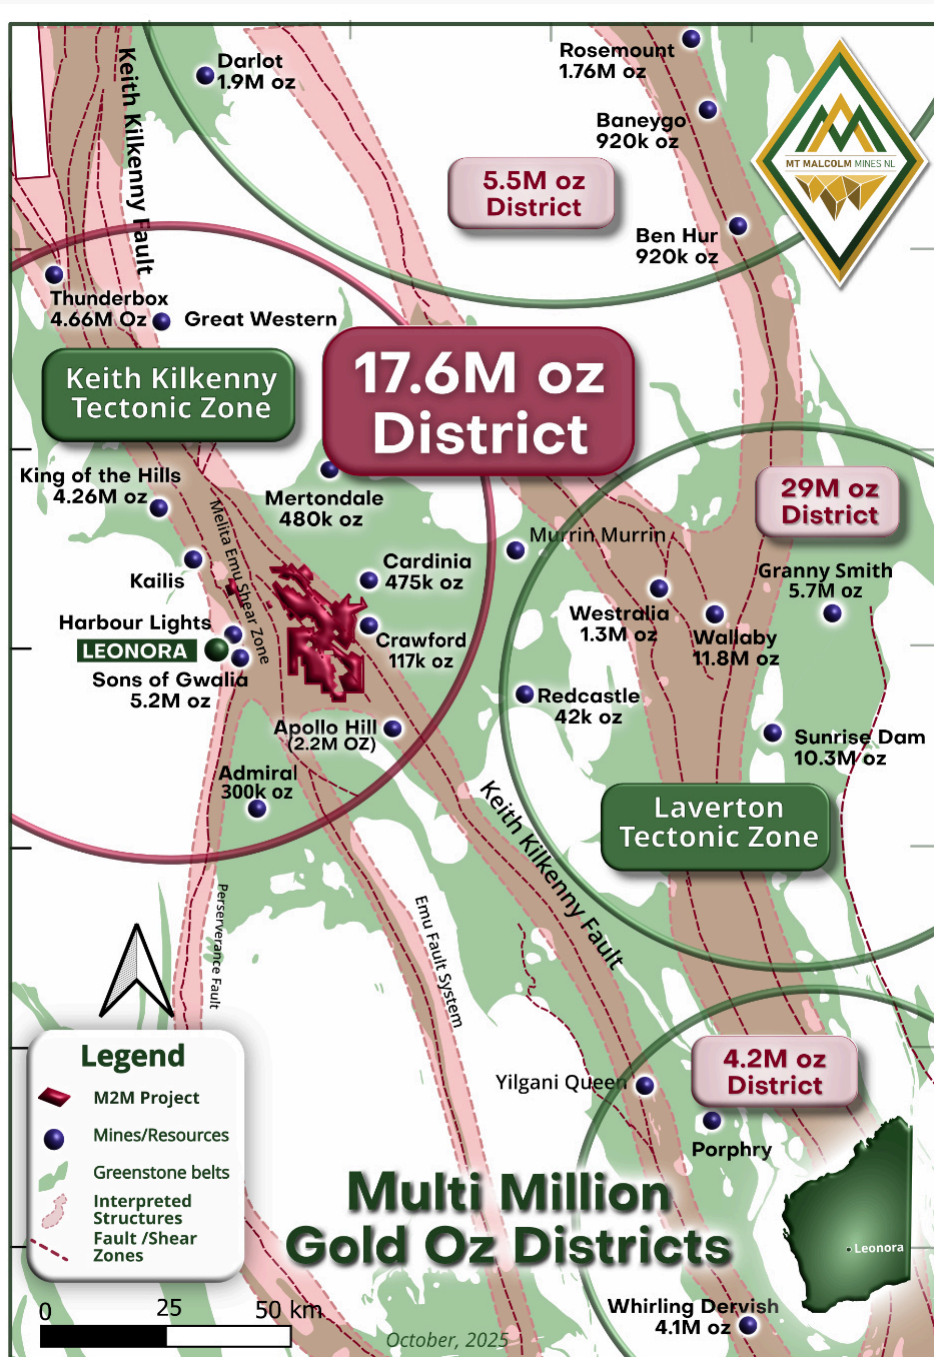 Darlot
1.9M oz
Rosemount
1.76M oz
Baneygo
920k oz
MT MALCOLM MINES NL
Keith Kilkenny Fault
5.5M oz
District
Ben Hur
920k oz
Thunderbox
4.66M Oz
Great Western
Keith Kilkenny
Tectonic Zone
17.6M oz
District
King of the Hills
4.26M oz
Mertondale
480k oz
29M oz
District
Melita Emu Shear Zone
Murrin Murrin
Kailis
Cardinia
475k oz
Granny Smith
5.7M oz
Westralia
1.3M oz
Wallaby
11.8M oz
Harbour Lights
LEONORA
Crawford
117k oz
Sons of Gwalia
5.2M oz
Redcastle
42k oz
Apollo Hill
(2.2M OZ)
Sunrise Dam
10.3M oz
Admiral
300k oz
Keith Kilkenny Fault
Laverton
Tectonic Zone
Perserverance Fault
Emu Fault System
Legend
M2M Project
Mines/Resources
Greenstone belts
Interpreted
Structures
Fault /Shear
Zones
Yilgani Queen
4.2M oz
District
Porphry
Multi Million
Gold Oz Districts
Leonora
Whirling Dervish
4.1M oz
0 25 50 km
October, 2025